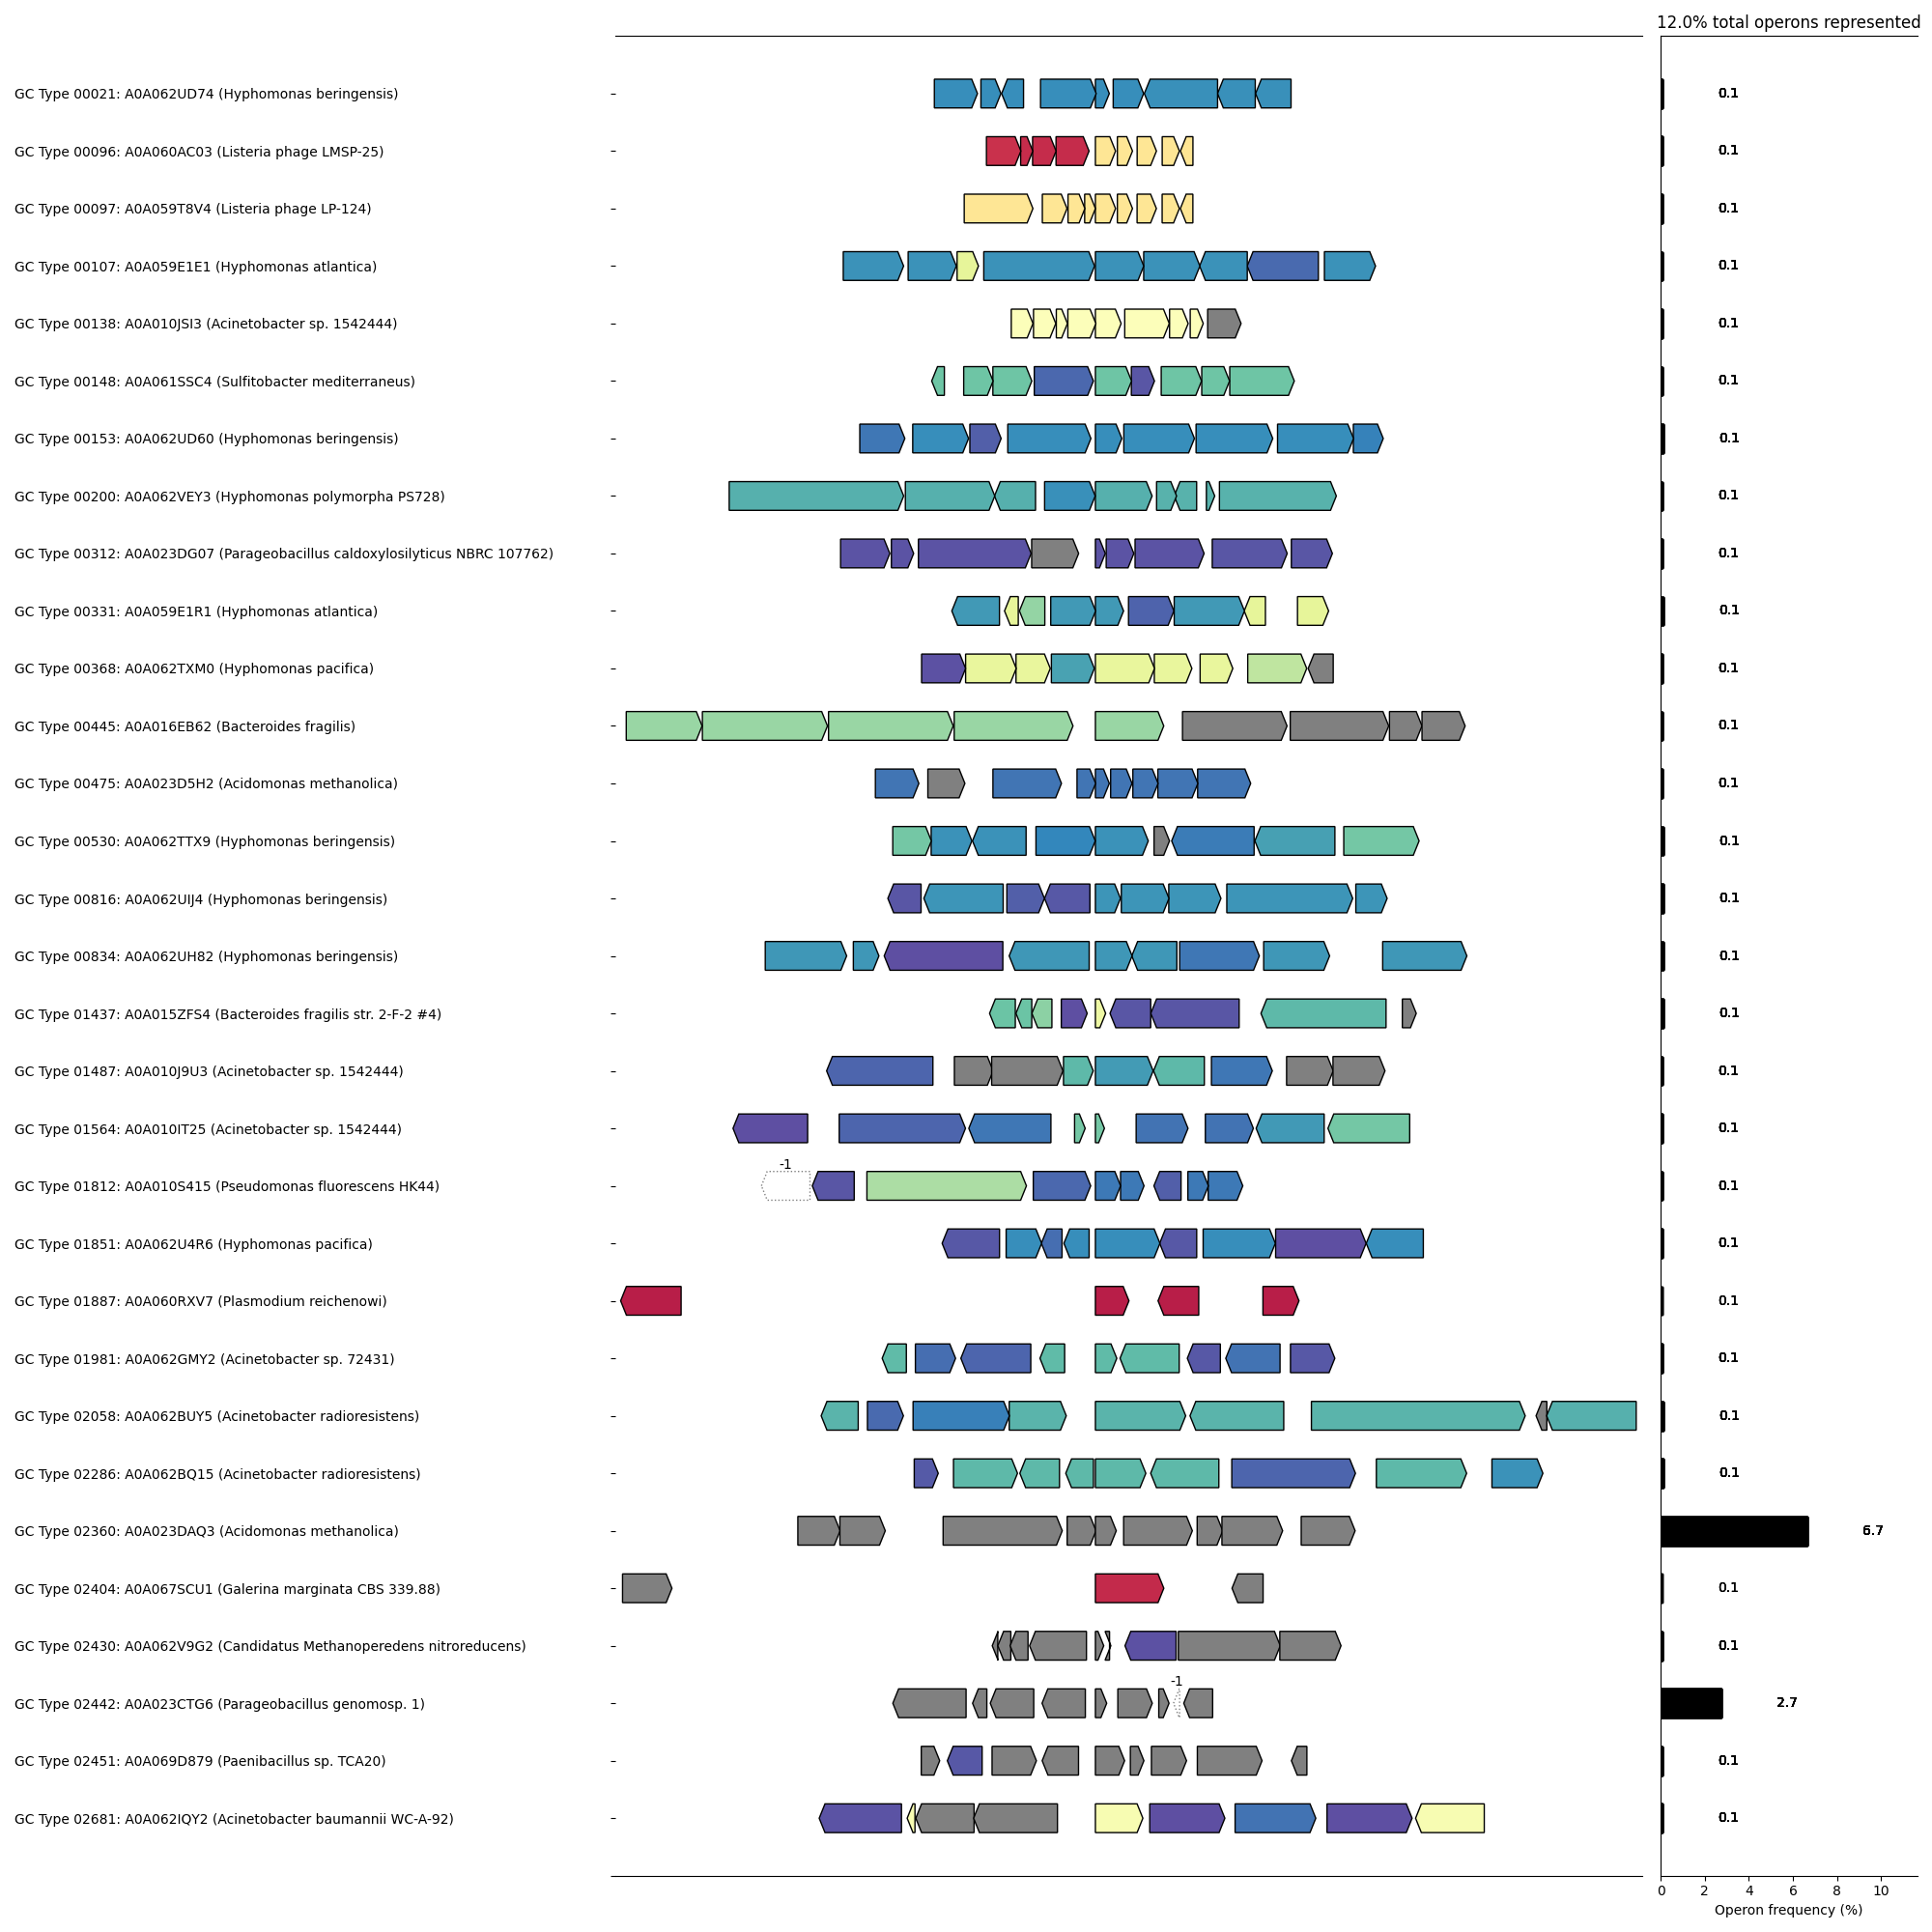 12.0% total operons represented
GC Type 00021: A0A062UD74 (Hyphomonas beringensis) 0.1
GC Type 00096: A0A060AC03 (Listeria phage LMSP-25) 0.1
GC Type 00097: A0A059T8V4 (Listeria phage LP-124) 0.1
GC Type 00107: A0A059E1E1 (Hyphomonas atlantica) 0.1
GC Type 00138: A0A010JSI3 (Acinetobacter sp. 1542444) 0.1
GC Type 00148: A0A061SSC4 (Sulfitobacter mediterraneus) 0.1
GC Type 00153: A0A062UD60 (Hyphomonas beringensis) 0.1
GC Type 00200: A0A062VEY3 (Hyphomonas polymorpha PS728) 0.1
GC Type 00312: A0A023DG07 (Parageobacillus caldoxylosilyticus NBRC 107762) 0.1
GC Type 00331: A0A059E1R1 (Hyphomonas atlantica) 0.1
GC Type 00368: A0A062TXM0 (Hyphomonas pacifica) 0.1
GC Type 00445: A0A016EB62 (Bacteroides fragilis) 0.1
GC Type 00475: A0A023D5H2 (Acidomonas methanolica) 0.1
GC Type 00530: A0A062TTX9 (Hyphomonas beringensis) 0.1
GC Type 00816: A0A062UIJ4 (Hyphomonas beringensis) 0.1
GC Type 00834: A0A062UH82 (Hyphomonas beringensis) 0.1
GC Type 01437: A0A015ZFS4 (Bacteroides fragilis str. 2-F-2 #4) 0.1
GC Type 01487: A0A010J9U3 (Acinetobacter sp. 1542444) 0.1
GC Type 01564: A0A010IT25 (Acinetobacter sp. 1542444) 0.1
-1
GC Type 01812: A0A010S415 (Pseudomonas fluorescens HK44) 0.1
GC Type 01851: A0A062U4R6 (Hyphomonas pacifica) 0.1
GC Type 01887: A0A060RXV7 (Plasmodium reichenowi) 0.1
GC Type 01981: A0A062GMY2 (Acinetobacter sp. 72431) 0.1
GC Type 02058: A0A062BUY5 (Acinetobacter radioresistens) 0.1
GC Type 02286: A0A062BQ15 (Acinetobacter radioresistens) 0.1
GC Type 02360: A0A023DAQ3 (Acidomonas methanolica) 6.7
GC Type 02404: A0A067SCU1 (Galerina marginata CBS 339.88) 0.1
GC Type 02430: A0A062V9G2 (Candidatus Methanoperedens nitroreducens) 0.1
-1
GC Type 02442: A0A023CTG6 (Parageobacillus genomosp. 1) 2.7
GC Type 02451: A0A069D879 (Paenibacillus sp. TCA20) 0.1
GC Type 02681: A0A062IQY2 (Acinetobacter baumannii WC-A-92) 0.1
0 2 4 6 8 10
Operon frequency (%)